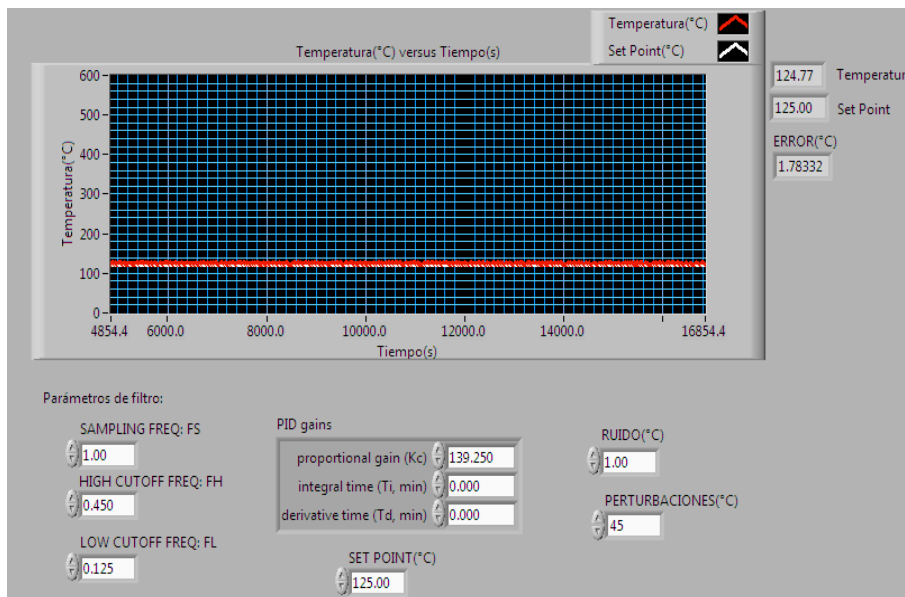 Temperatura(°C)
Temperatura(°C) versus Tiempo(s)
Set Point(°C)
600
500
400
300
200
100
0
Temperatura(°C)
4854.4 6000.0 8000.0 10000.0 12000.0 14000.0 16854.4
Tiempo(s)
124.77 Temperatur
125.00 Set Point
ERROR(°C)
1.78332
Parámetros de filtro:
SAMPLING FREQ: FS
1.00
HIGH CUTOFF FREQ: FH
0.450
LOW CUTOFF FREQ: FL
0.125
PID gains
proportional gain (Kc) 139.250
integral time (Ti, min) 0.000
derivative time (Td, min) 0.000
SET POINT(°C)
125.00
RUIDO(°C)
1.00
PERTURBACIONES(°C)
45